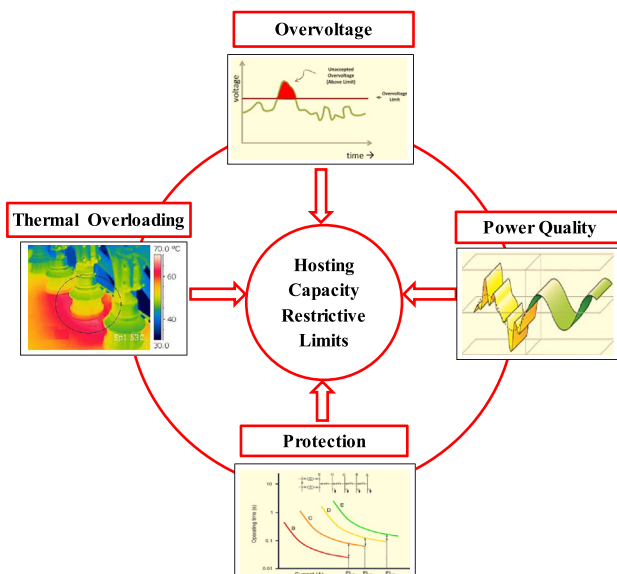 Overvoltage
Unaccepted
Overvoltage
(Above Limit)
voltage
Overvoltage
Limit
time →
Thermal Overloading
70.0 °C
60
40
30.0
Power Quality
Hosting
Capacity
Restrictive
Limits
Protection
Operating time (s)
10
1
0.1
0.01
B
C
D
E